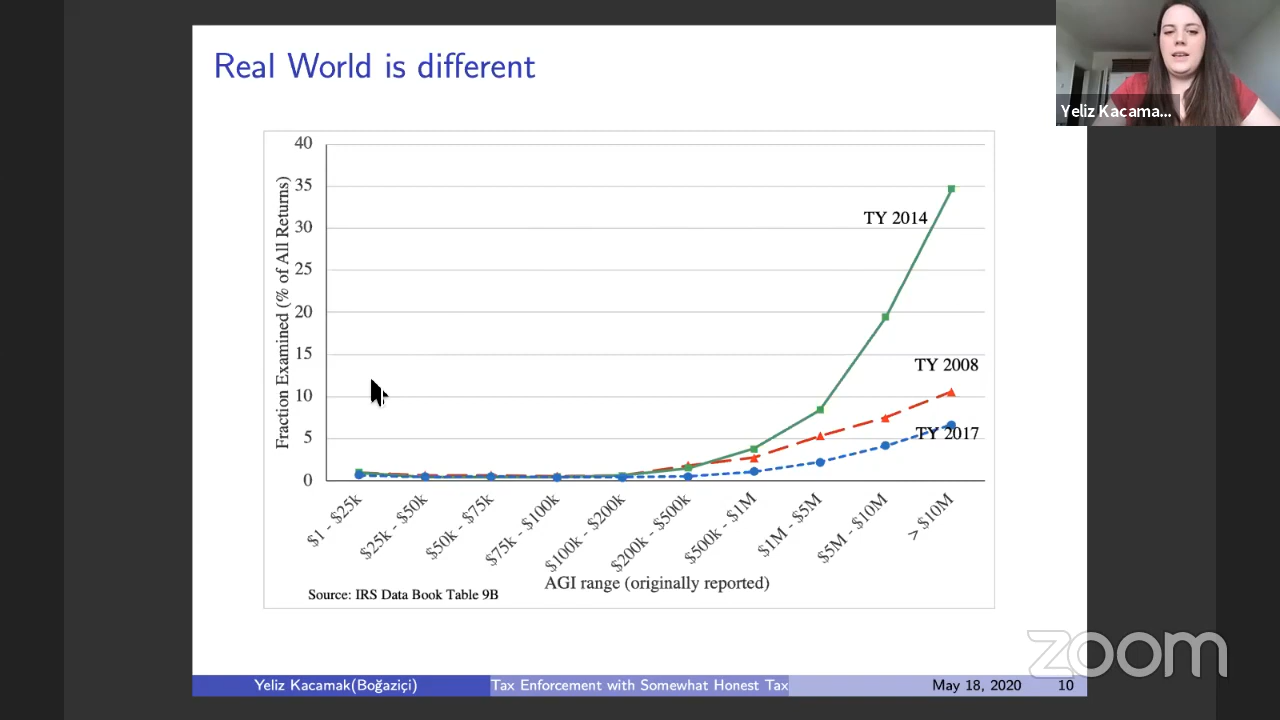 Real World is different
Yeliz Kacama...
40
35
30
25
20
15
10
5
0
Fraction Examined (% of All Returns)
TY 2014
TY 2008
TY 2017
$1 - $25k
$25k - $50k
$50k - $75k
$75k - $100k
$100k - $200k
$200k - $500k
$500k - $1M
$1M - $5M
$5M - $10M
> $10M
AGI range (originally reported)
Source: IRS Data Book Table 9B
zoom
Yeliz Kacamak(Boğaziçi) Tax Enforcement with Somewhat Honest Tax May 18, 2020 10